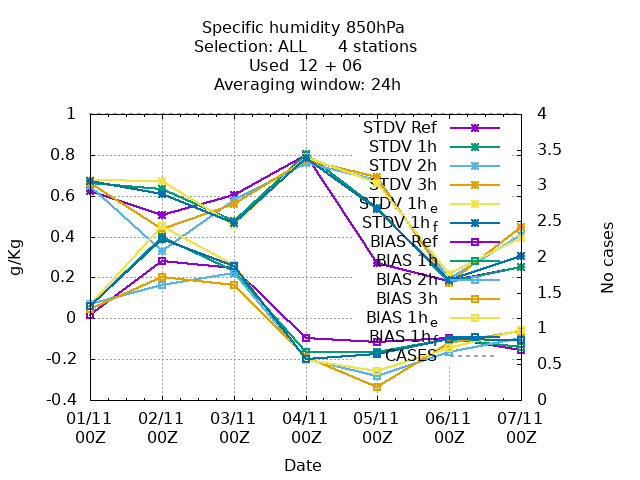 Specific humidity 850hPa
Selection: ALL 4 stations
Used 12 + 06
Averaging window: 24h
1
0.8
0.6
0.4
0.2
0
-0.2
-0.4
g/Kg
4
3.5
3
2.5
2
1.5
1
0.5
0
No cases
STDV Ref
STDV 1h
STDV 2h
STDV 3h
STDV 1h e
STDV 1h f
BIAS Ref
BIAS 1h
BIAS 2h
BIAS 3h
BIAS 1h e
BIAS 1h f
CASES
01/11 02/11 03/11 04/11 05/11 06/11 07/11
00Z 00Z 00Z 00Z 00Z 00Z 00Z
Date